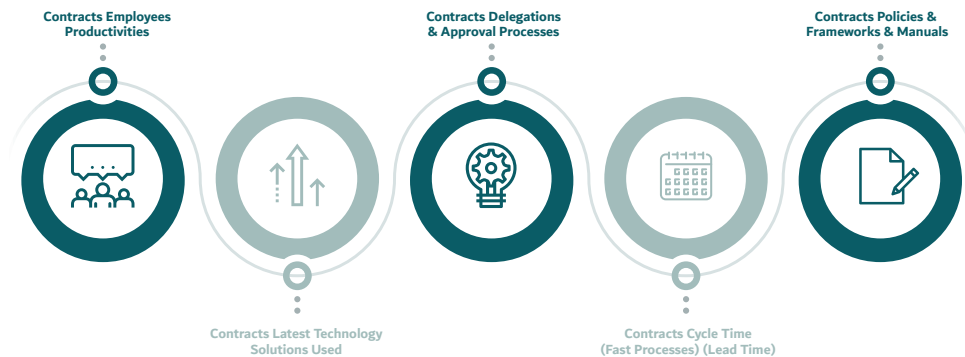 Contracts Employees
Productivities
Contracts Delegations
& Approval Processes
Contracts Policies &
Frameworks & Manuals
Contracts Latest Technology
Solutions Used
Contracts Cycle Time
(Fast Processes) (Lead Time)